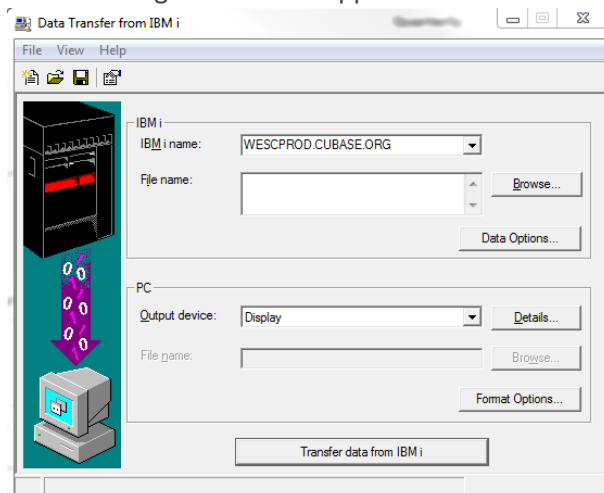 Data Transfer from IBM i
File View Help
IBM i
IBM i name: WESCPROD.CUBASE.ORG
File name: Browse...
Data Options...
PC
Output device: Display Details...
File name: Browse...
Format Options...
Transfer data from IBM i